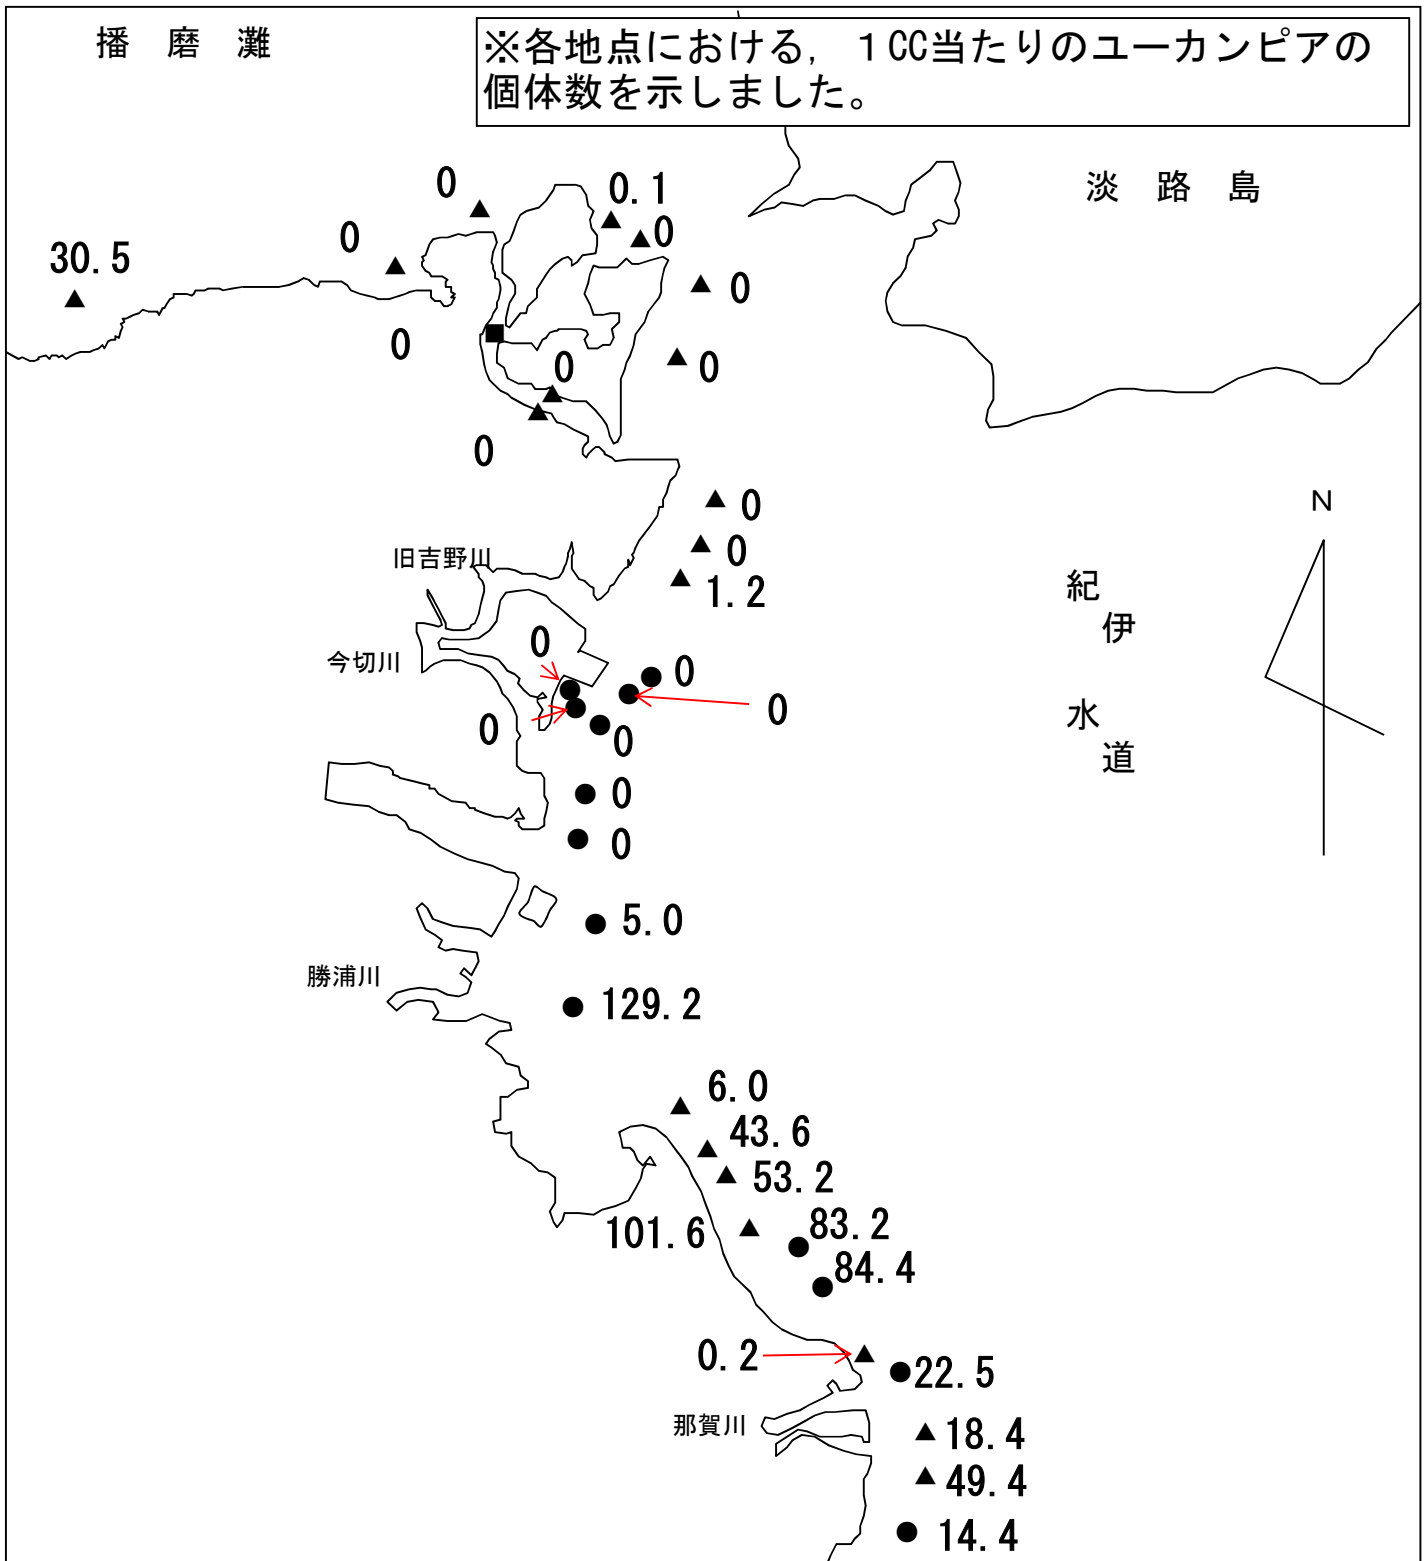 播 磨 灘
※各地点における, 1CC当たりのユーカンピアの
個体数を示しました。
淡 路 島
0
0.1
0
0
30.5
0
0
0
0
0
0
0
N
旧吉野川
0
1.2
紀
伊
水
道
今切川
0
0
0
0
0
0
0
5.0
勝浦川
129.2
6.0
43.6
53.2
101.6
83.2
84.4
0.2
22.5
那賀川
18.4
49.4
14.4